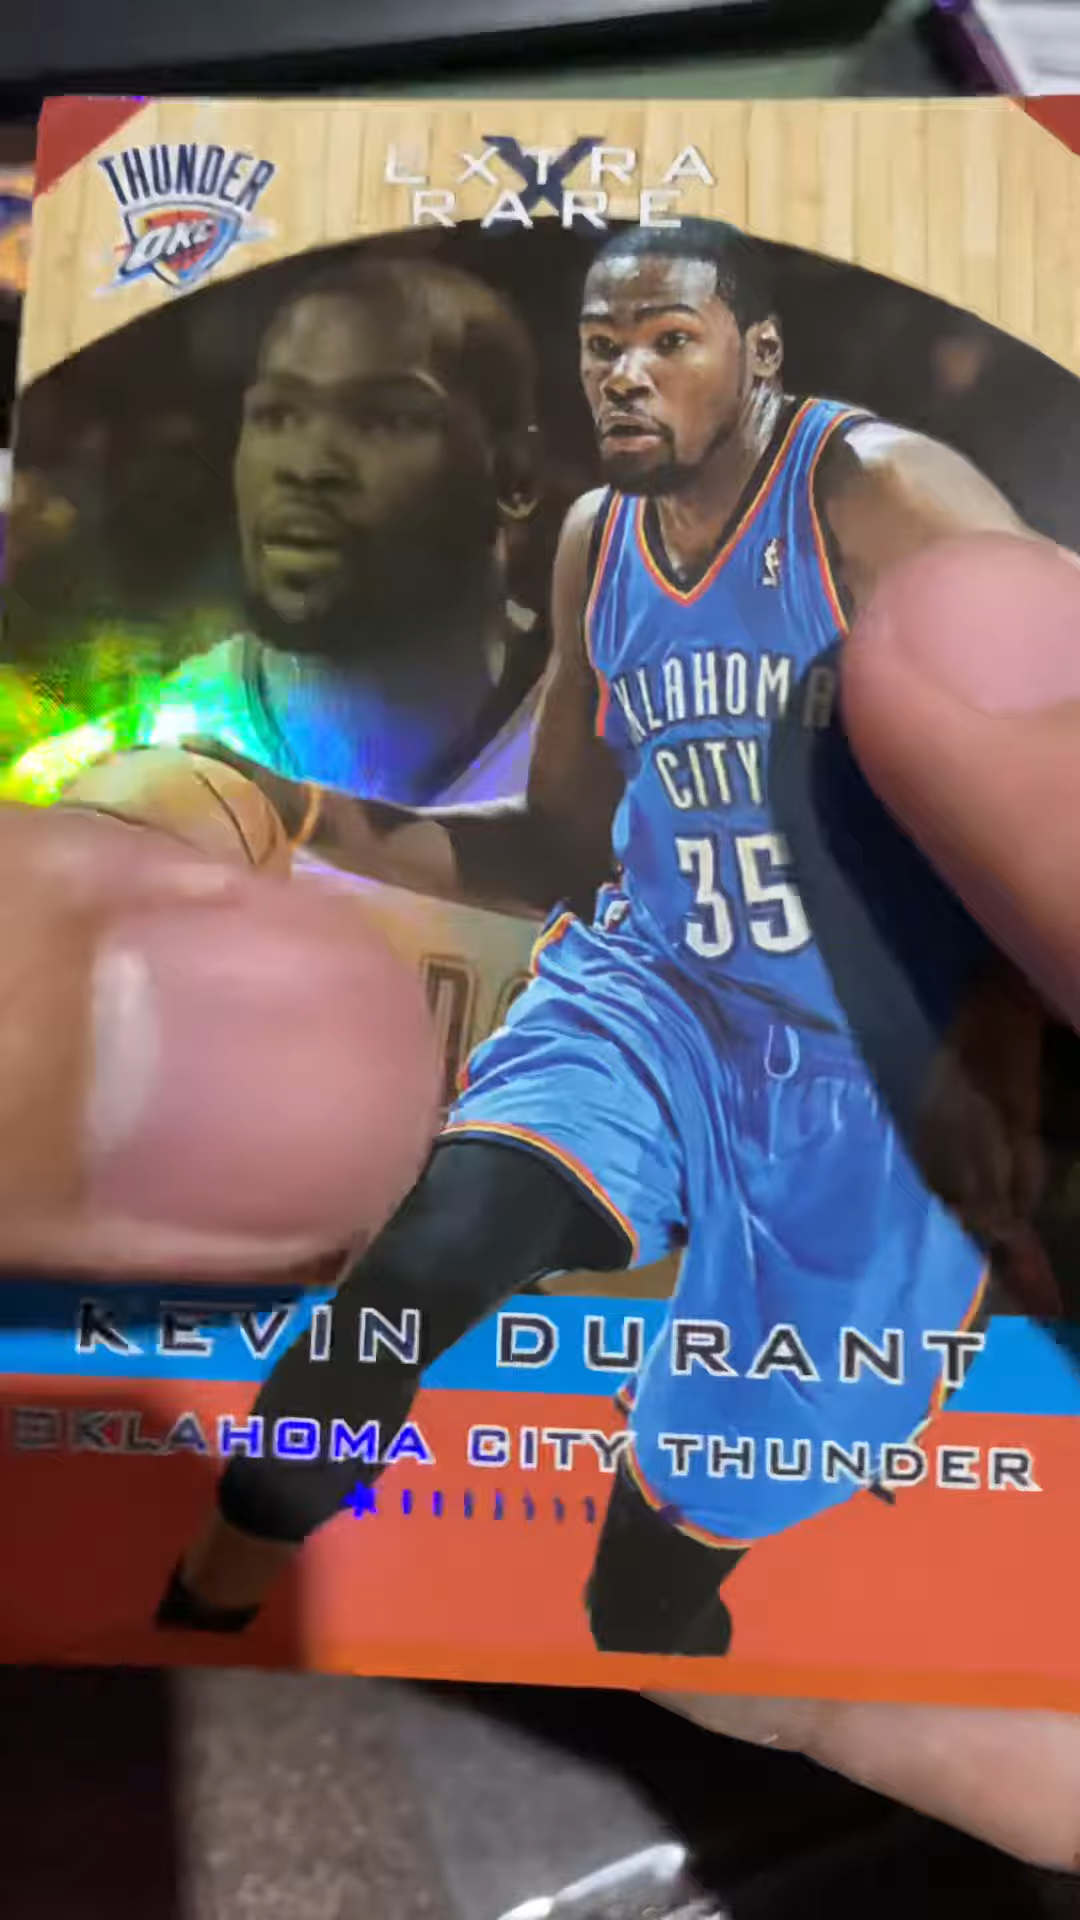 THUNDER
OKC
EXTRA
RARE
OKLAHOMA
CITY
35
KEVIN DURANT
OKLAHOMA CITY THUNDER